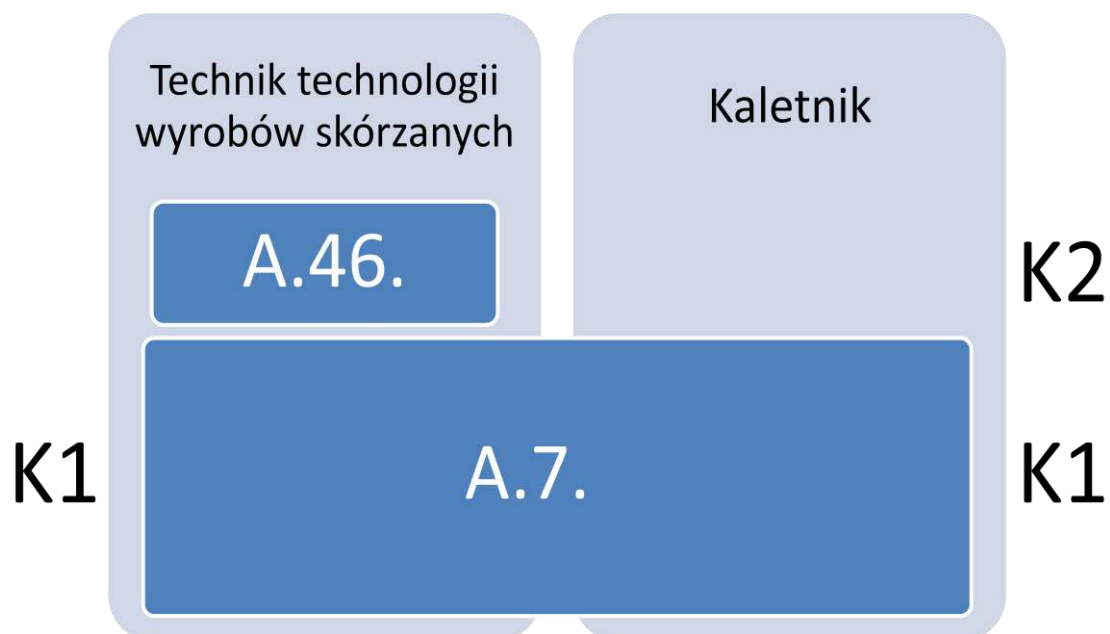 Technik technologii
wyrobów skórzanych
Kaletnik
A.46.
K2
K1
A.7.
K1